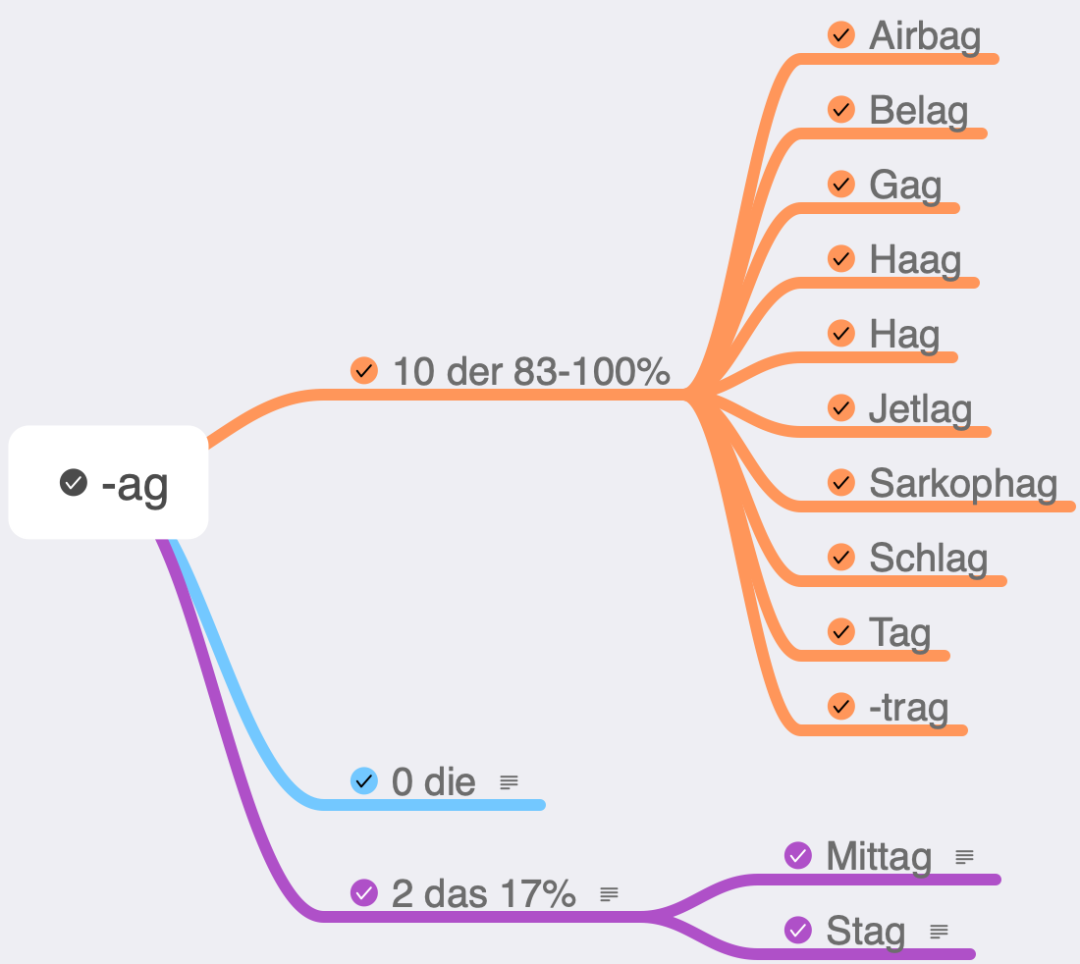 -ag
10 der 83-100%
Airbag
Belag
Gag
Haag
Hag
Jetlag
Sarkophag
Schlag
Tag
-trag
0 die
2 das 17%
Mittag
Stag